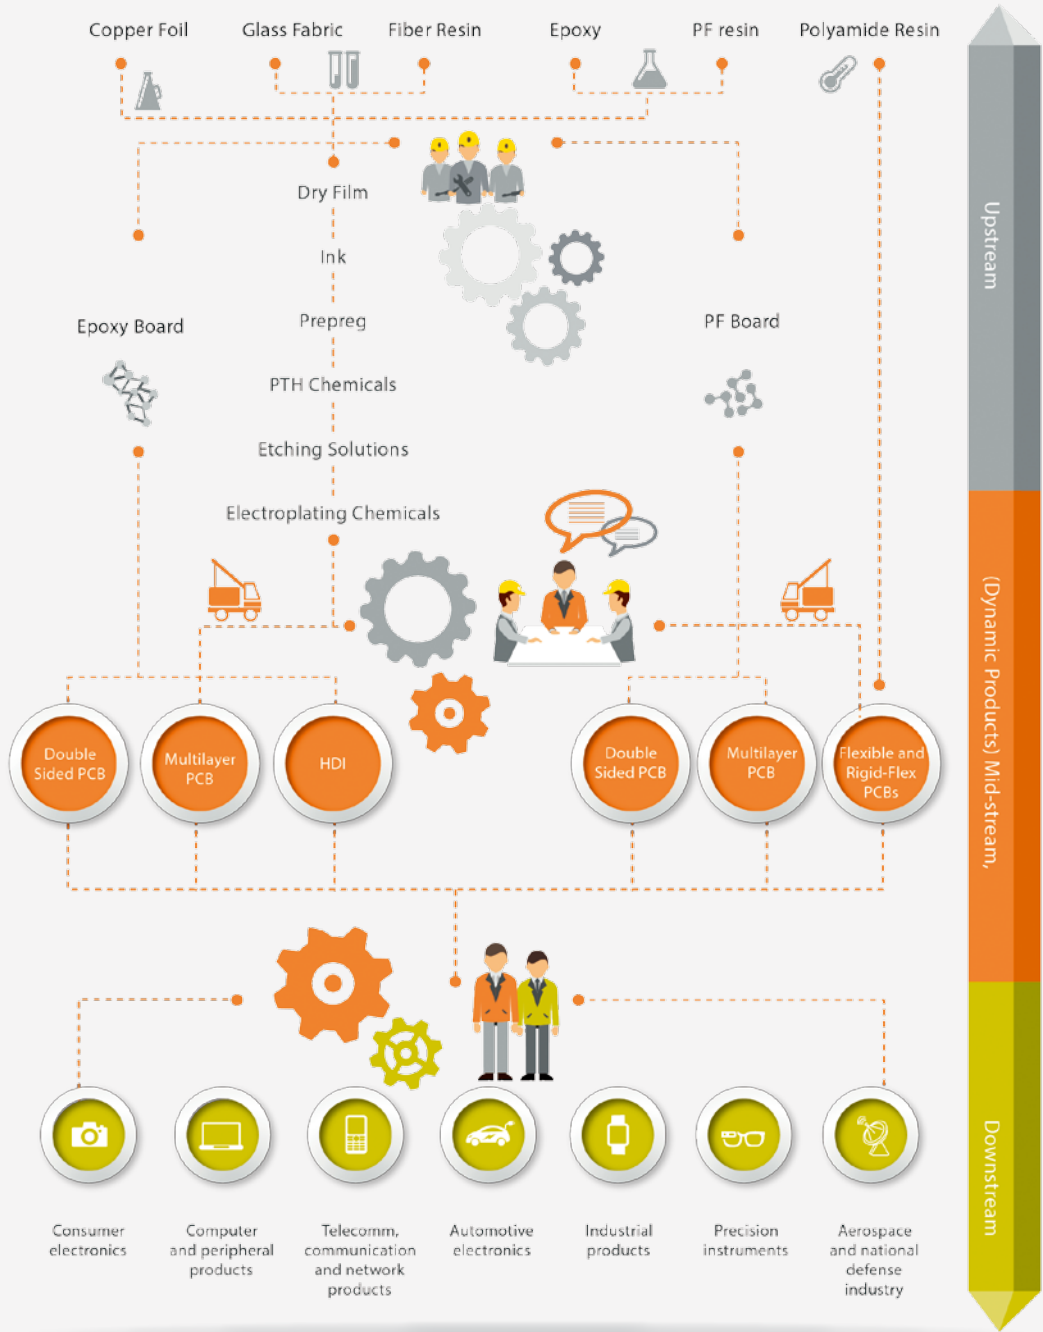 Copper Foil
Glass Fabric
Fiber Resin
Epoxy
PF resin
Polyamide Resin
Dry Film
Ink
Prepreg
PTH Chemicals
Etching Solutions
Electroplating Chemicals
Epoxy Board
PF Board
Upstream
(Dynamic Products) Mid-stream,
Double
Sided PCB
Multilayer
PCB
HDI
Double
Sided PCB
Multilayer
PCB
Flexible and
Rigid-Flex
PCBs
Downstream
Consumer
electronics
Computer
and peripheral
products
Telecomm,
communication
and network
products
Automotive
electronics
Industrial
products
Precision
instruments
Aerospace
and national
defense
industry